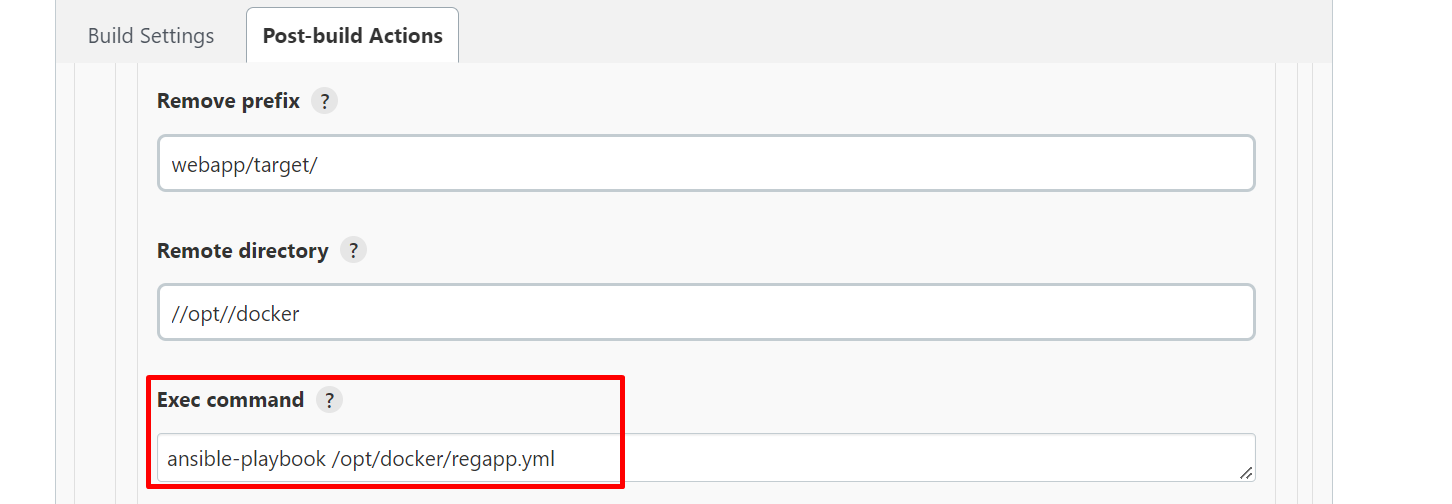 Build Settings Post-build Actions
Remove prefix ?
webapp/target/
Remote directory ?
//opt//docker
Exec command ?
ansible-playbook /opt/docker/regapp.yml